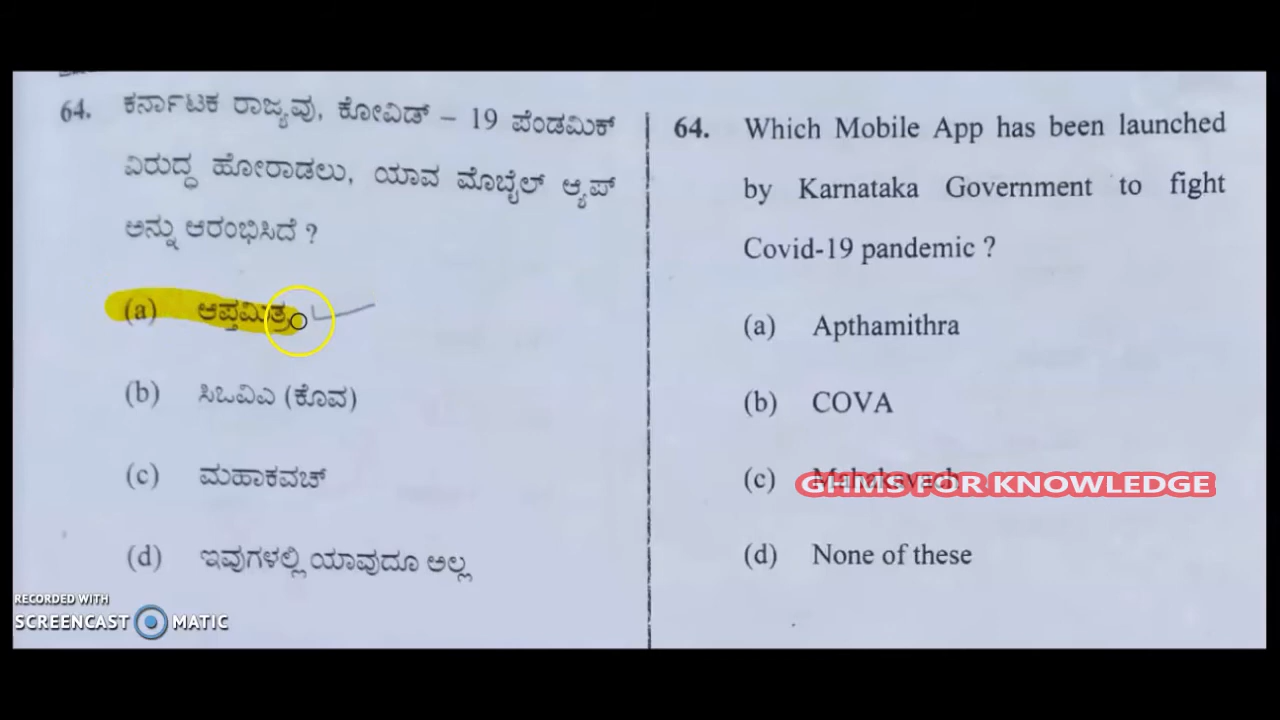 64. ಕರ್ನಾಟಕ ರಾಜ್ಯವು, ಕೋವಿಡ್ – 19 ಪೆಂಡಮಿಕ್
ವಿರುದ್ಧ ಹೋರಾಡಲು, ಯಾವ ಮೊಬೈಲ್ ಆ್ಯಪ್
ಅನ್ನು ಆರಂಭಿಸಿದೆ ?
(a) ಆಪ್ತಮಿತ್ರ
(b) ಸಿಒವಿಎ (ಕೊವ)
(c) ಮಹಾಕವಚ್
(d) ಇವುಗಳಲ್ಲಿ ಯಾವುದೂ ಅಲ್ಲ
64. Which Mobile App has been launched
by Karnataka Government to fight
Covid-19 pandemic ?
(a) Apthamithra
(b) COVA
(c) Mahakavach
GHMS FOR KNOWLEDGE
(d) None of these
RECORDED WITH
SCREENCAST MATIC